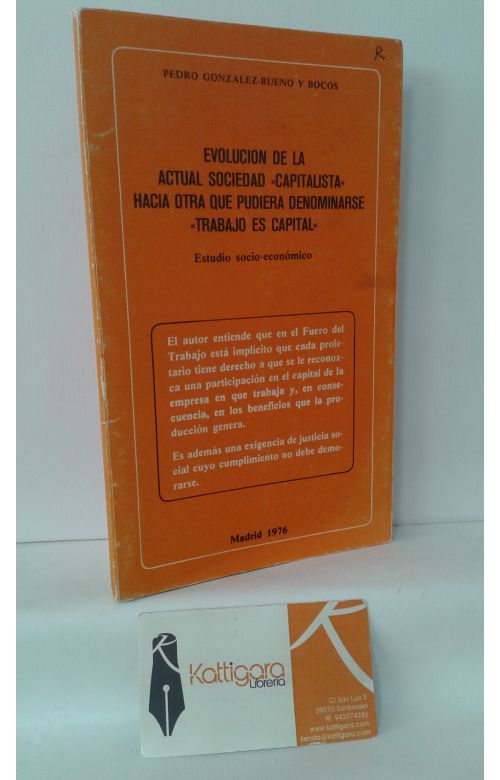 R
PEDRO GONZALEZ-BUENO Y BOCOS
EVOLUCION DE LA
ACTUAL SOCIEDAD «CAPITALISTA»
HACIA OTRA QUE PUDIERA DENOMINARSE
«TRABAJO ES CAPITAL»
Estudio socio-económico
El autor entiende que en el Fuero del
Trabajo está implícito que cada prole-
tario tiene derecho a que se le reconoz-
ca una participación en el capital de la
empresa en que trabaja y, en conse-
cuencia, en los beneficios que la pro-
ducción genera.
Es además una exigencia de justicia so-
cial cuyo cumplimiento no debe demo-
rarse.
Madrid 1976
R
R
Kattigara
Librería
C/ San Luis 5
39010 Santander
tlf. 942074286
www.kattigara.com
tienda@kattigara.com